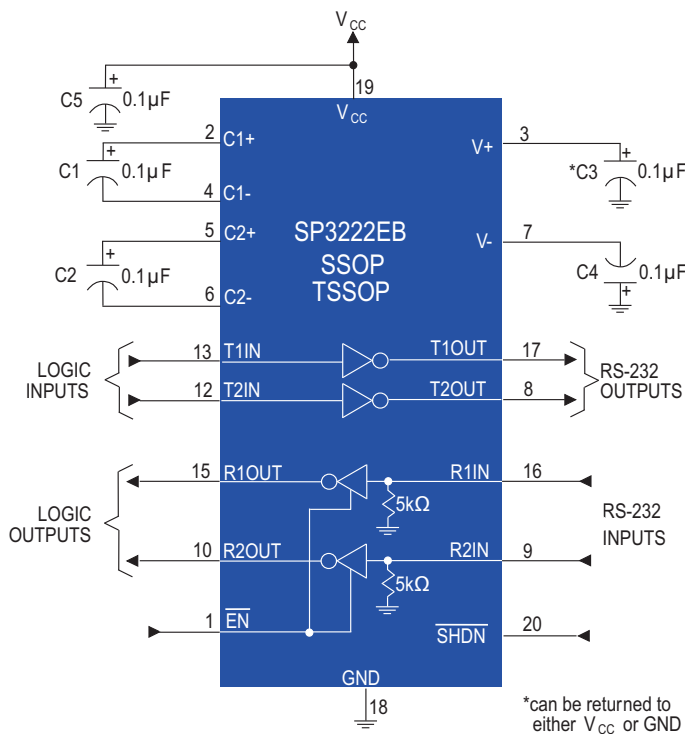 VCC
19
C5
+
0.1µF
VCC
2
C1+
C1
+
0.1µF
4
C1-
V+
3
*C3
+
0.1µF
5
C2+
C2
+
0.1µF
6
C2-
SP3222EB
SSOP
TSSOP
V-
7
C4
0.1µF
+
LOGIC
INPUTS
13
T1IN
T1OUT
17
12
T2IN
T2OUT
8
RS-232
OUTPUTS
LOGIC
OUTPUTS
15
R1OUT
R1IN
16
5kΩ
10
R2OUT
R2IN
9
5kΩ
RS-232
INPUTS
1
EN
SHDN
20
GND
18
*can be returned to
either VCC or GND